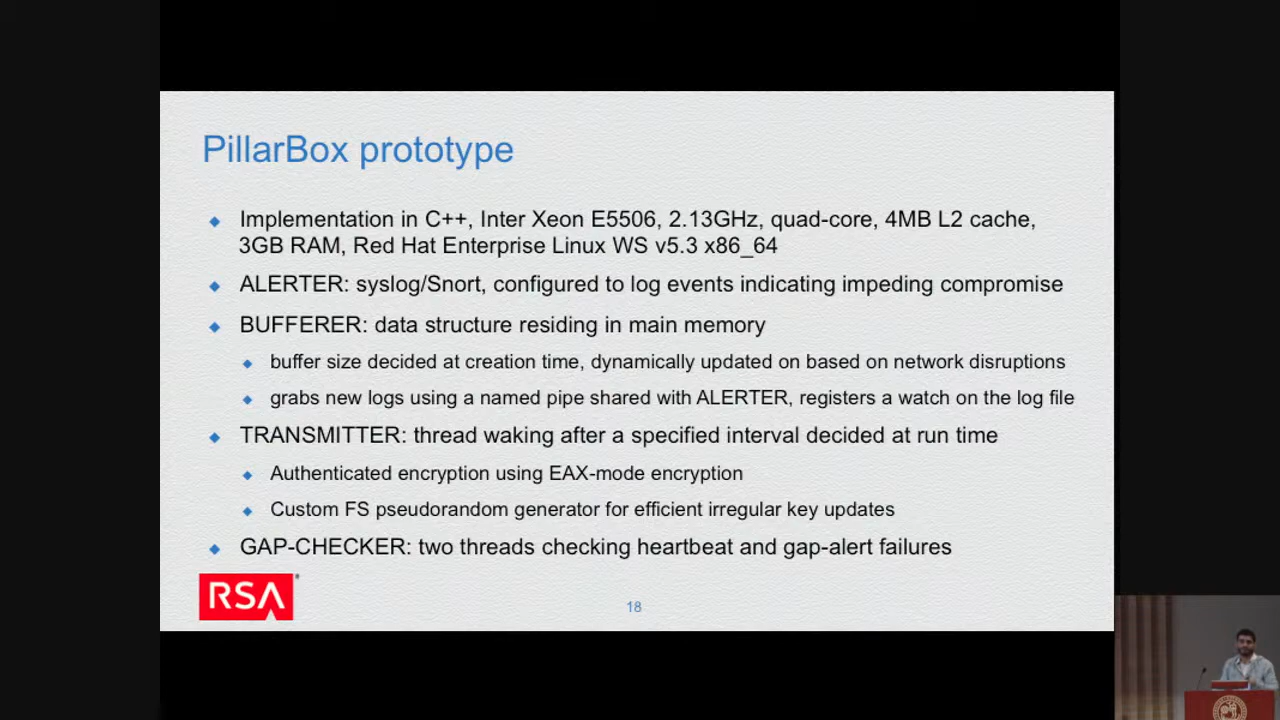 PillarBox prototype
Implementation in C++, Inter Xeon E5506, 2.13GHz, quad-core, 4MB L2 cache,
3GB RAM, Red Hat Enterprise Linux WS v5.3 x86_64
ALERTER: syslog/Snort, configured to log events indicating impeding compromise
BUFFERER: data structure residing in main memory
buffer size decided at creation time, dynamically updated on based on network disruptions
grabs new logs using a named pipe shared with ALERTER, registers a watch on the log file
TRANSMITTER: thread waking after a specified interval decided at run time
Authenticated encryption using EAX-mode encryption
Custom FS pseudorandom generator for efficient irregular key updates
GAP-CHECKER: two threads checking heartbeat and gap-alert failures
RSA
18